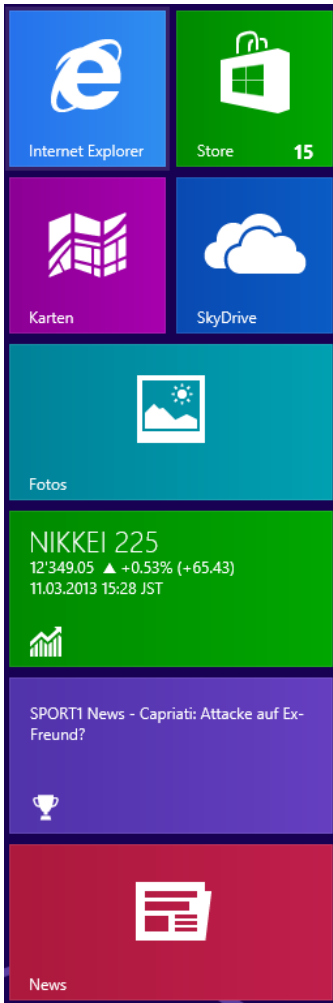 Internet Explorer
Store 15
Karten
SkyDrive
Fotos
NIKKEI 225
12'349.05 ▲ +0.53% (+65.43)
11.03.2013 15:28 JST
SPORT1 News - Capriati: Attacke auf Ex-
Freund?
News